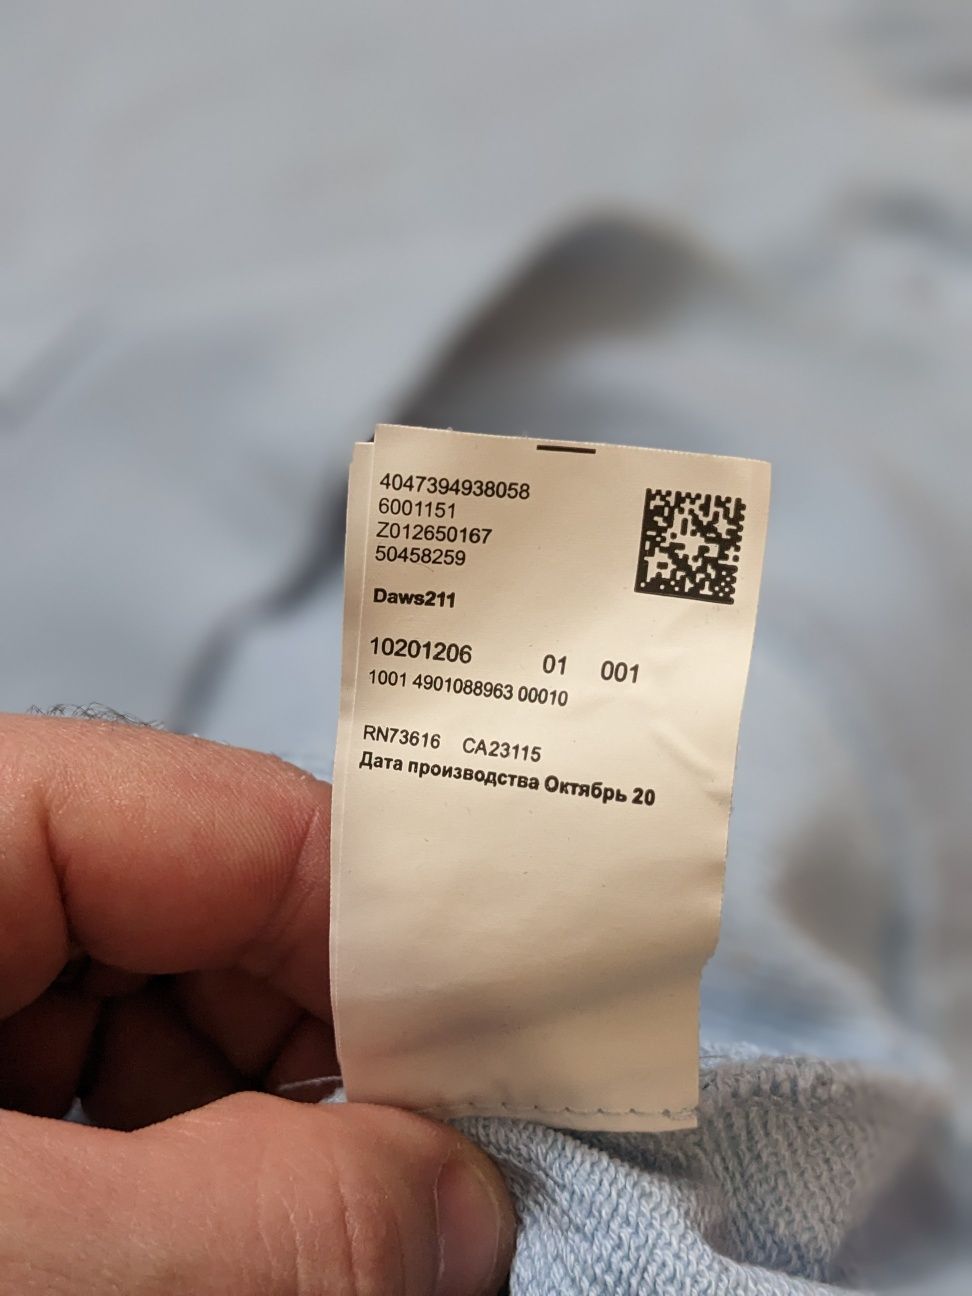 4047394938058
6001151
Z012650167
50458259
Daws211
10201206 01 001
1001 4901088963 00010
RN73616 CA23115
Дата производства Октябрь 20